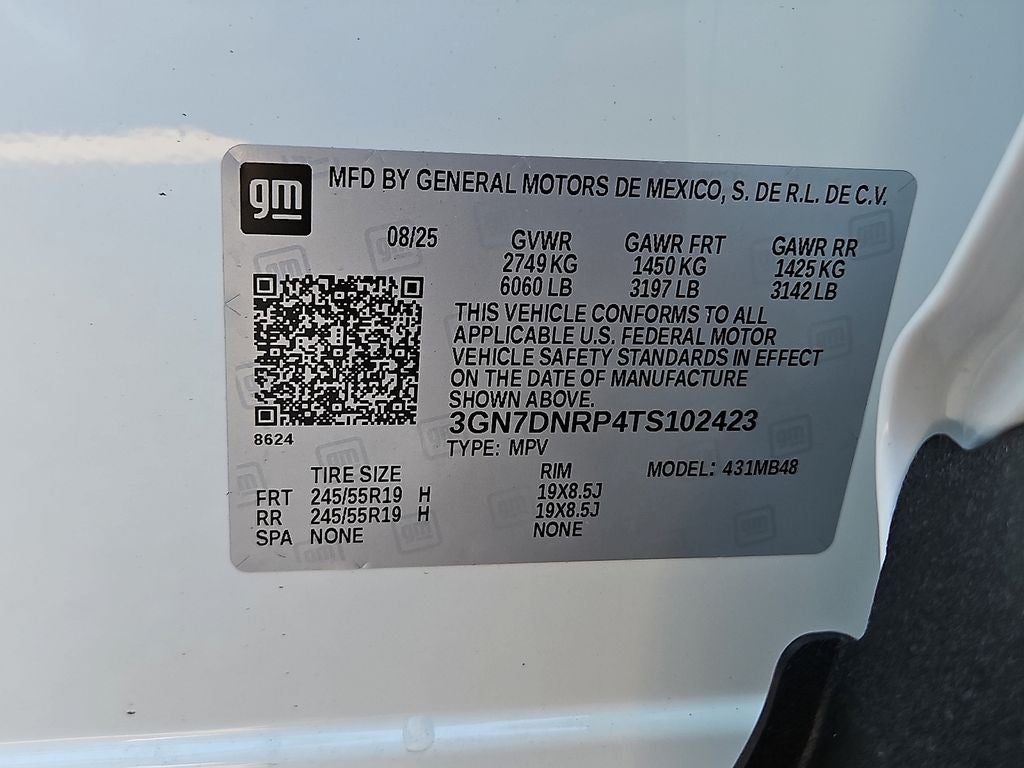 gm
MFD BY GENERAL MOTORS DE MEXICO, S. DE R.L. DE C.V.
08/25 GVWR GAWR FRT GAWR RR
2749 KG 1450 KG 1425 KG
6060 LB 3197 LB 3142 LB
THIS VEHICLE CONFORMS TO ALL
APPLICABLE U.S. FEDERAL MOTOR
VEHICLE SAFETY STANDARDS IN EFFECT
ON THE DATE OF MANUFACTURE
SHOWN ABOVE.
3GN7DNRP4TS102423
8624
TYPE: MPV
TIRE SIZE RIM MODEL: 431MB48
FRT 245/55R19 H 19X8.5J
RR 245/55R19 H 19X8.5J
SPA NONE NONE